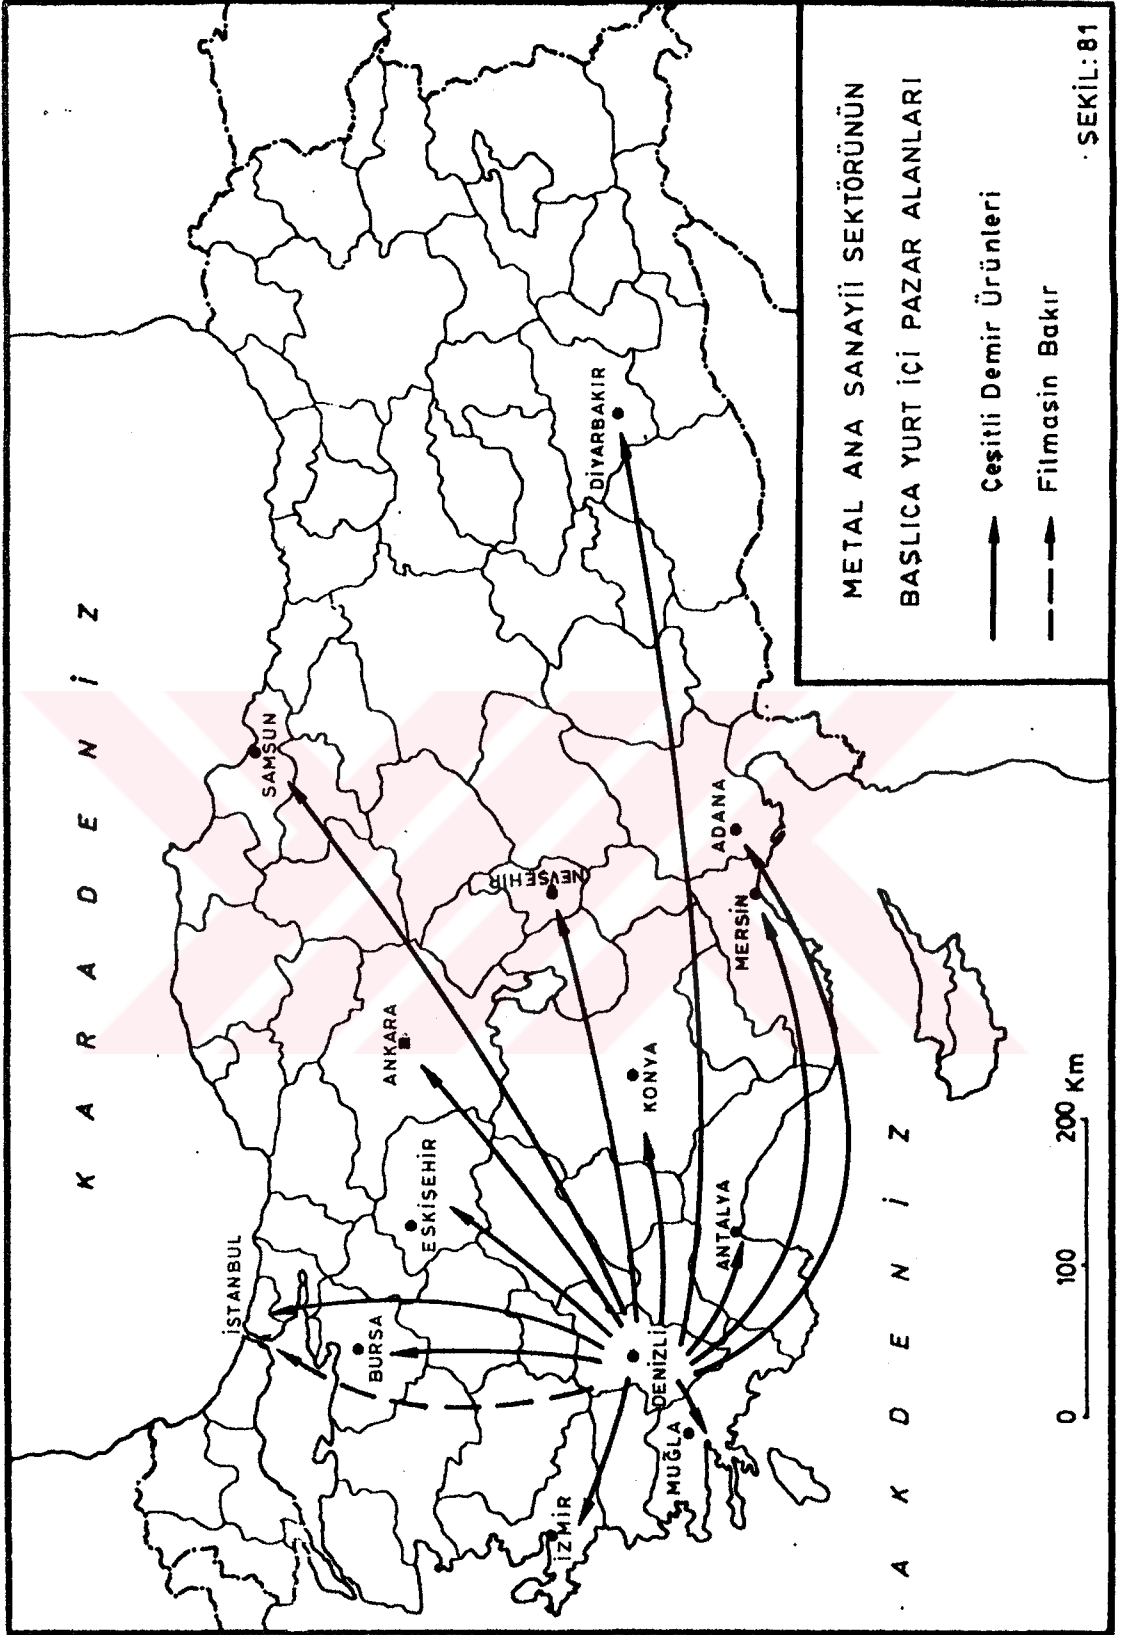 K A R A D E N İ Z
SAMSUN
İSTANBUL
ANKARA
BURSA
ESKİŞEHİR
NEVŞEHİR
DİYARBAKIR
İZMİR
DENİZLİ
KONYA
MUĞLA
ANTALYA
MERSİN
ADANA
A K D E N İ Z
0 100 200 Km
METAL ANA SANAYİİ SEKTÖRÜNÜN
BAŞLICA YURT İÇİ PAZAR ALANLARI
Çeşitli Demir Ürünleri
Filmaşin Bakır
ŞEKİL:81